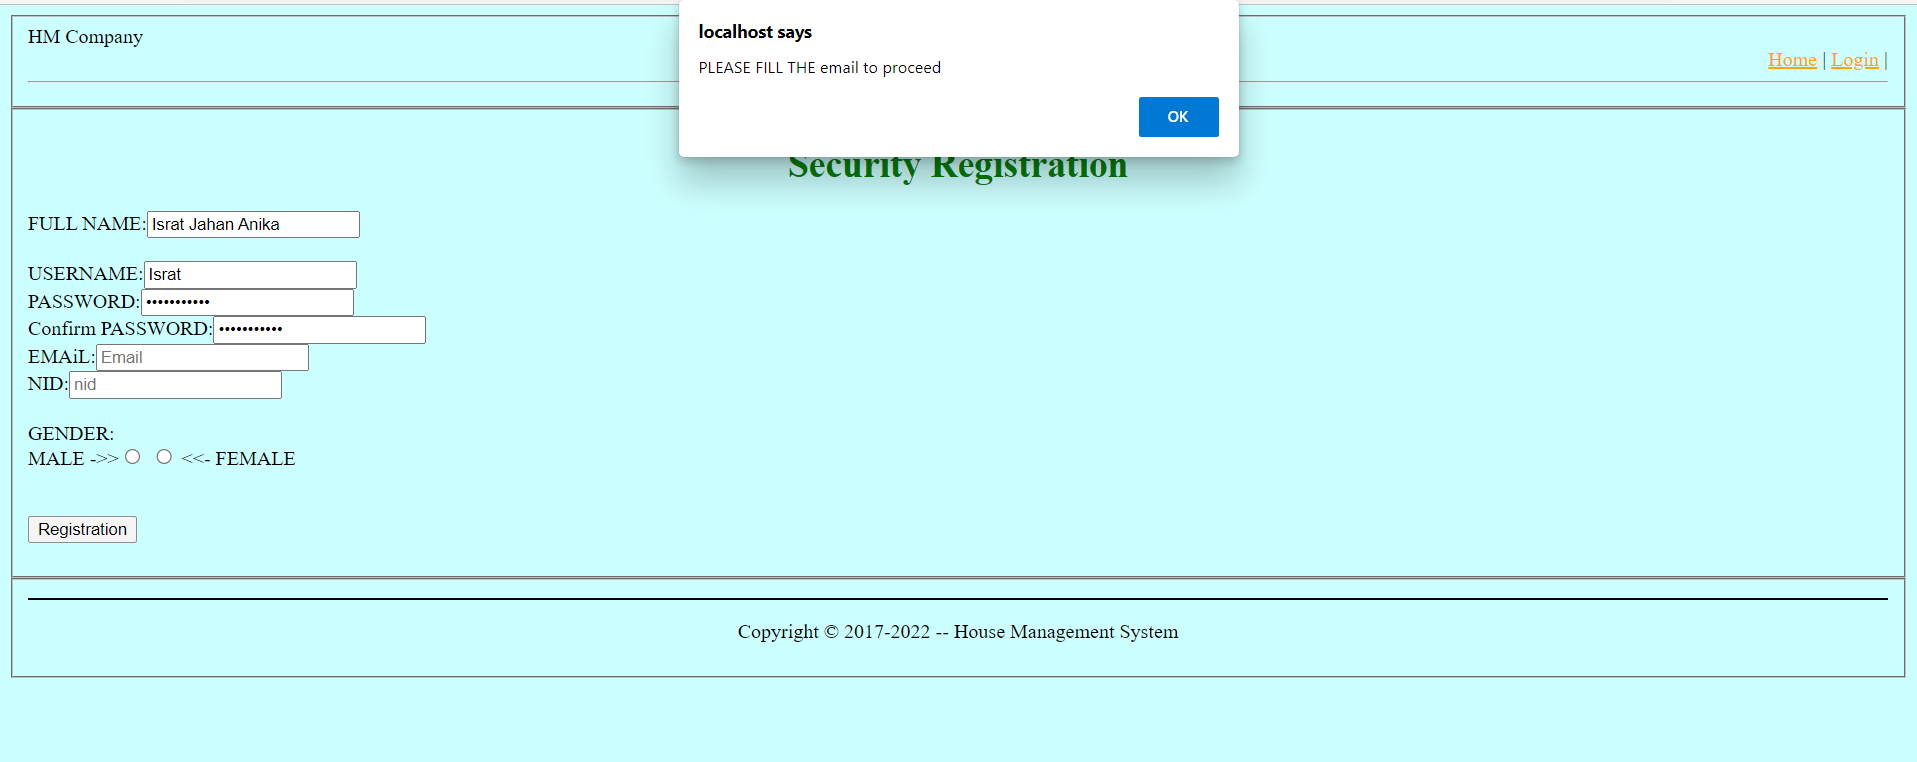 localhost says
PLEASE FILL THE email to proceed
OK
HM Company
Home | Login |
Security Registration
FULL NAME: Israt Jahan Anika
USERNAME: Israt
PASSWORD: •••••••••••
Confirm PASSWORD: •••••••••••
EMAiL: Email
NID: nid
GENDER:
MALE ->> <<- FEMALE
Registration
Copyright © 2017-2022 -- House Management System